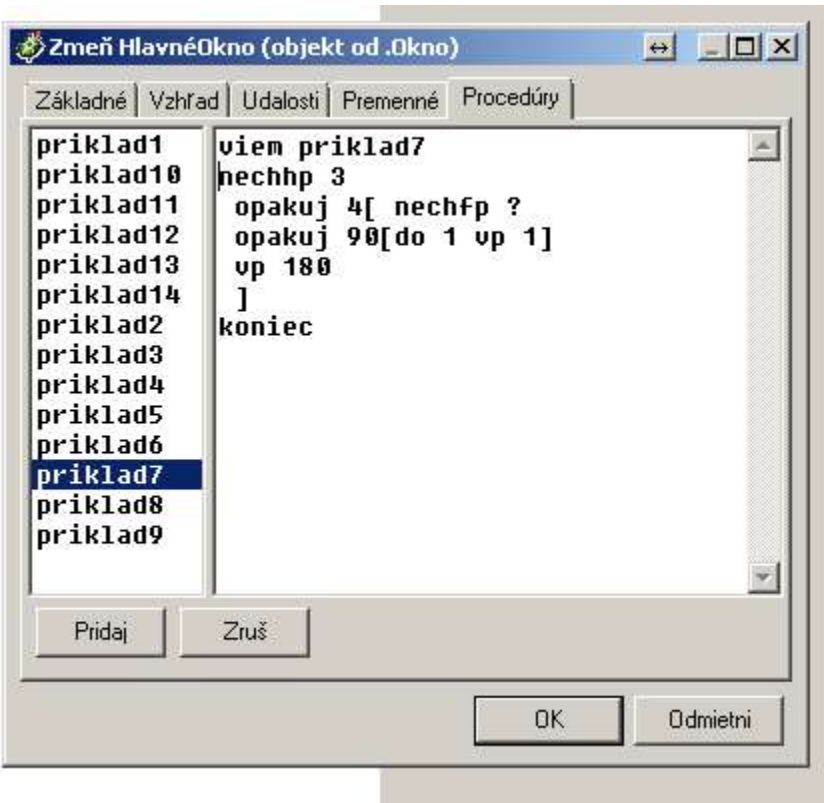 Zmeň HlavnéOkno (objekt od .Okno)
Základné Vzhľad Udalosti Premenné Procedúry
priklad1
priklad10
priklad11
priklad12
priklad13
priklad14
priklad2
priklad3
priklad4
priklad5
priklad6
priklad7
priklad8
priklad9
viem priklad7
nechhp 3
opakuj 4[ nechfp ?
opakuj 90[do 1 vp 1]
vp 180
]
koniec
Pridaj Zruš
OK Odmietni